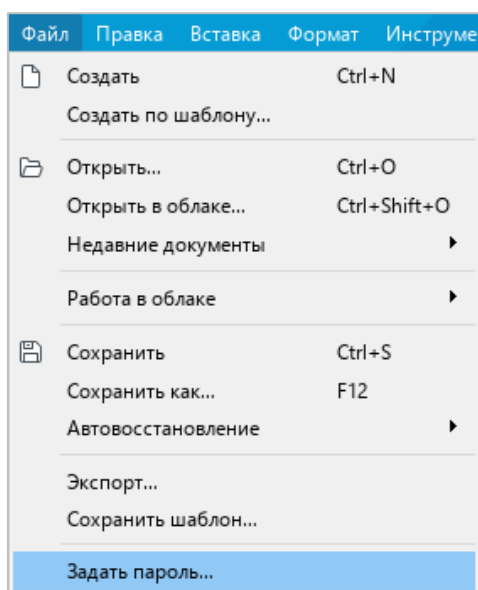 Файл Правка Вставка Формат Инструме
Создать Ctrl+N
Создать по шаблону...
Открыть... Ctrl+O
Открыть в облаке... Ctrl+Shift+O
Недавние документы
Работа в облаке
Сохранить Ctrl+S
Сохранить как... F12
Автовосстановление
Экспорт...
Сохранить шаблон...
Задать пароль...